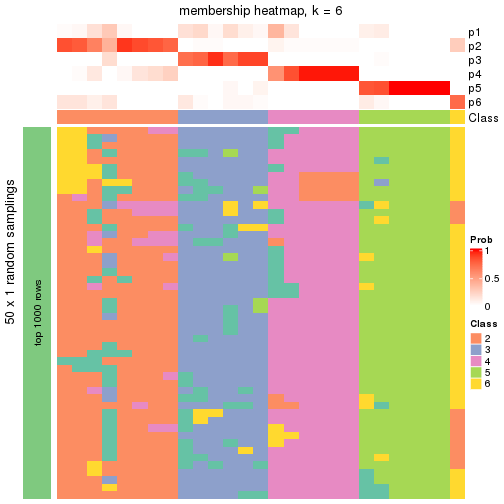 membership heatmap, k = 6
p1
p2
p3
p4
p5
p6
Class
50 x 1 random samplings
top 1000 rows
Prob
1
0.5
0
Class
2
3
4
5
6